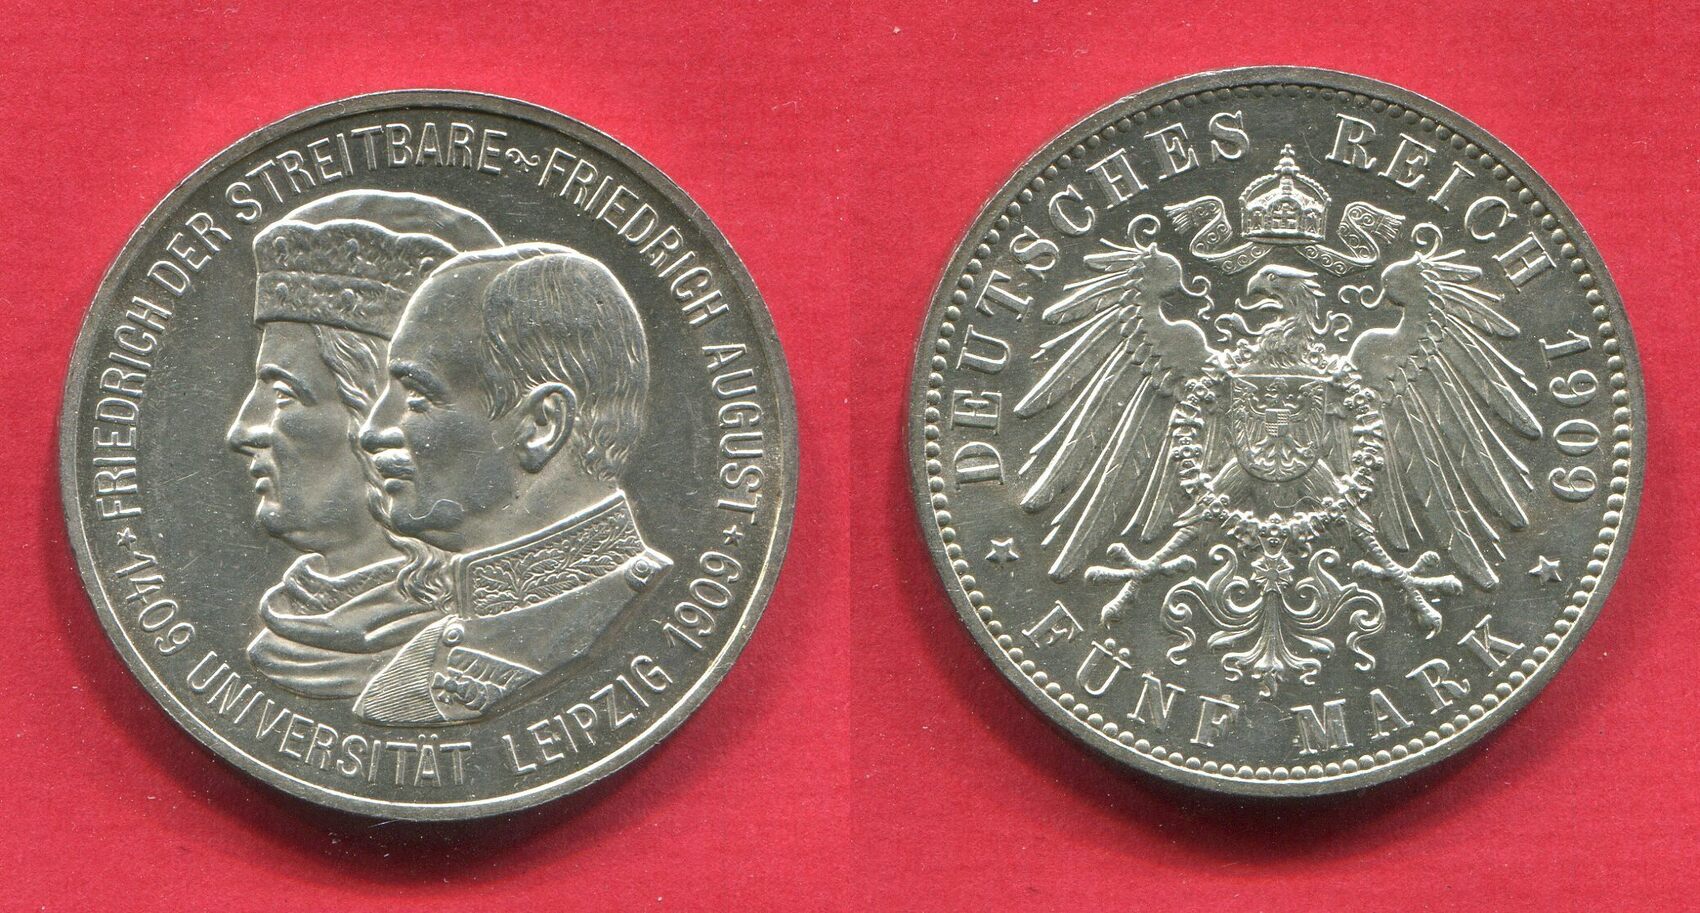 FRIEDRICH DER STREITBARE ~ FRIEDRICH AUGUST
* 1409 UNIVERSITÄT LEIPZIG 1909 *
DEUTSCHES REICH 1909
* FÜNF MARK *